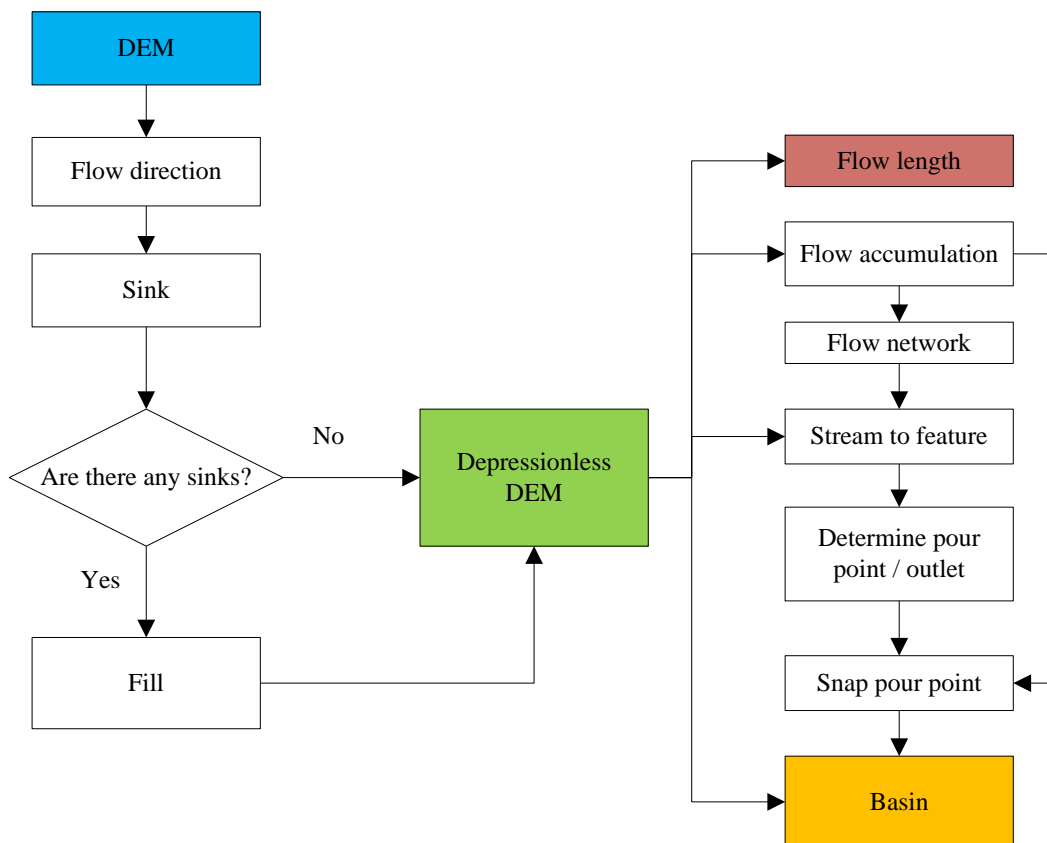 DEM
Flow direction
Sink
Are there any sinks?
No
Yes
Fill
Depressionless
DEM
Flow length
Flow accumulation
Flow network
Stream to feature
Determine pour
point / outlet
Snap pour point
Basin